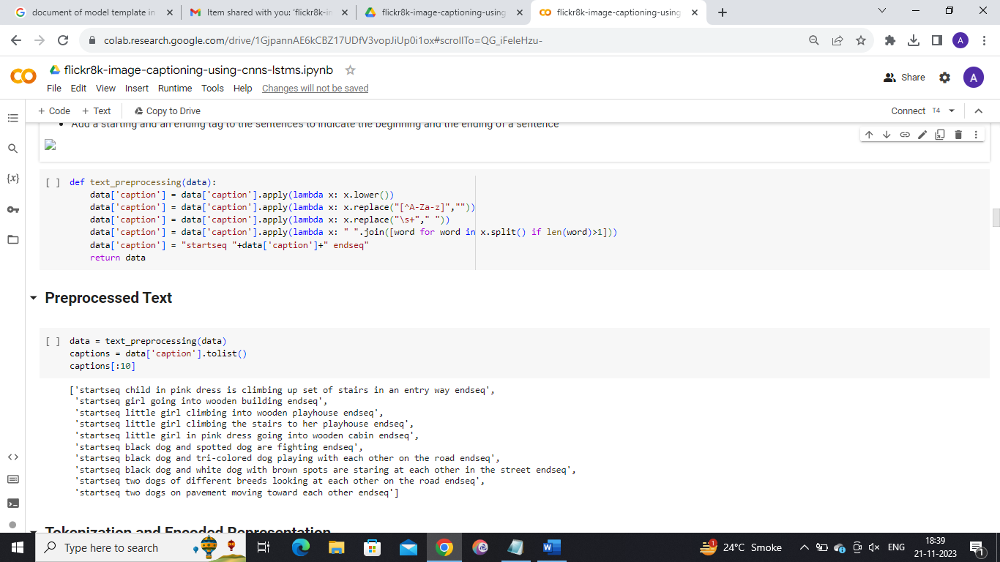 document of model template in
Item shared with you: 'flickr8k-in
flickr8k-image-captioning-using
flickr8k-image-captioning-using
colab.research.google.com/drive/1GjpannAE6kCBZ17UDfV3vopJiUp0i1ox#scrollTo=QG_iFeleHzu-
A
flickr8k-image-captioning-using-cnns-lstms.ipynb
Share
A
File Edit View Insert Runtime Tools Help Changes will not be saved
+ Code + Text Copy to Drive
Connect T4
Add a starting and an ending tag to the sentences to indicate the beginning and the ending of a sentence
{x}
[ ] def text_preprocessing(data):
data['caption'] = data['caption'].apply(lambda x: x.lower())
data['caption'] = data['caption'].apply(lambda x: x.replace("[^A-Za-z]",""))
data['caption'] = data['caption'].apply(lambda x: x.replace("\s+"," "))
data['caption'] = data['caption'].apply(lambda x: " ".join([word for word in x.split() if len(word)>1]))
data['caption'] = "startseq "+data['caption']+" endseq"
return data
Preprocessed Text
[ ] data = text_preprocessing(data)
captions = data['caption'].tolist()
captions[:10]
['startseq child in pink dress is climbing up set of stairs in an entry way endseq',
'startseq girl going into wooden building endseq',
'startseq little girl climbing into wooden playhouse endseq',
'startseq little girl climbing the stairs to her playhouse endseq',
'startseq little girl in pink dress going into wooden cabin endseq',
'startseq black dog and spotted dog are fighting endseq',
'startseq black dog and tri-colored dog playing with each other on the road endseq',
'startseq black dog and white dog with brown spots are staring at each other in the street endseq',
'startseq two dogs of different breeds looking at each other on the road endseq',
'startseq two dogs on pavement moving toward each other endseq']
Tokenization and Encoded Representation
Type here to search
1
24°C Smoke
ENG
18:39
21-11-2023
1